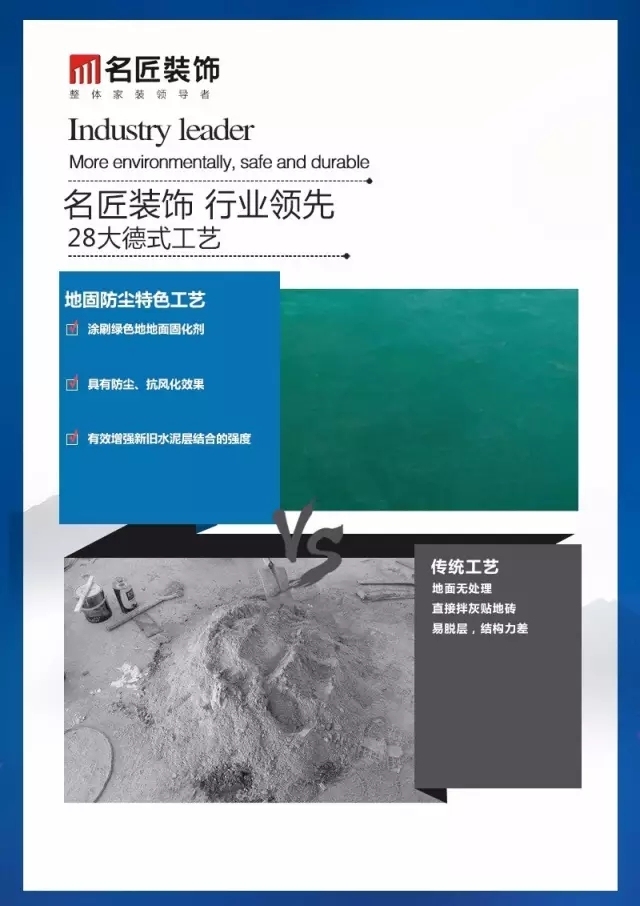 名匠装饰
整体家装领导者
Industry leader
More environmentally, safe and durable
名匠装饰 行业领先
28大德式工艺
地固防尘特色工艺
涂刷绿色地地面固化剂
具有防尘、抗风化效果
有效增强新旧水泥层结合的强度
VS
传统工艺
地面无处理
直接拌灰贴地砖
易脱层，结构力差